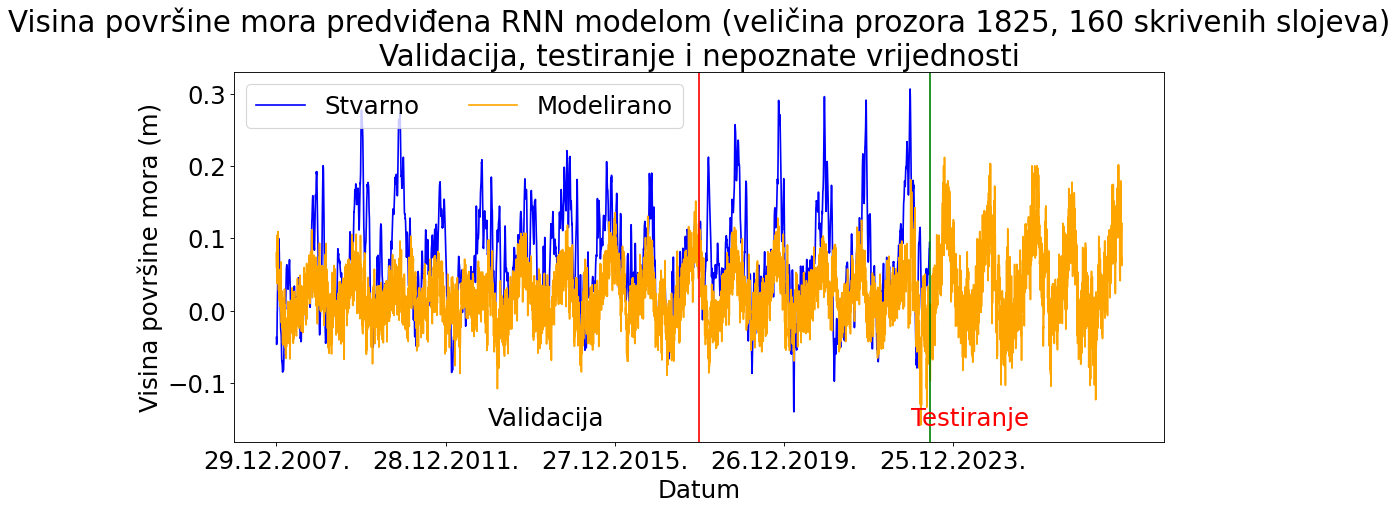 Visina površine mora predviđena RNN modelom (veličina prozora 1825, 160 skrivenih slojeva)
Validacija, testiranje i nepoznate vrijednosti
Stvarno Modelirano
Visina površine mora (m)
0.3
0.2
0.1
0.0
−0.1
Validacija Testiranje
29.12.2007. 28.12.2011. 27.12.2015. 26.12.2019. 25.12.2023.
Datum